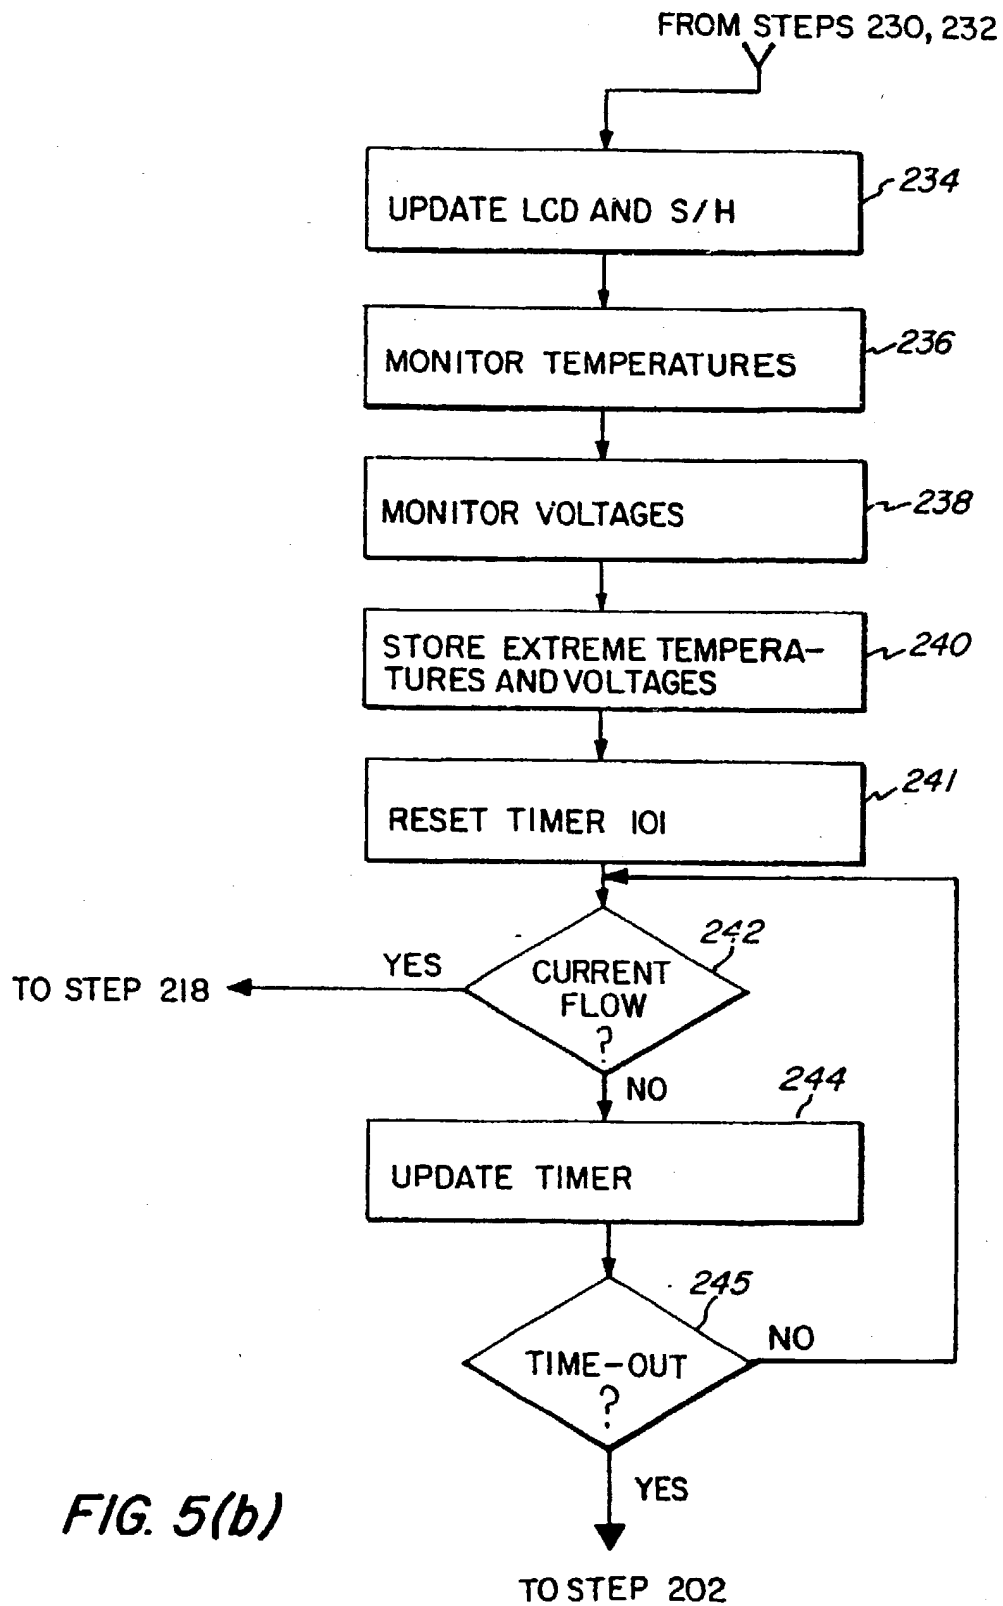 FROM STEPS 230, 232
UPDATE LCD AND S/H
234
MONITOR TEMPERATURES
236
MONITOR VOLTAGES
238
STORE EXTREME TEMPERA-
TURES AND VOLTAGES
240
RESET TIMER 101
241
242
CURRENT
FLOW
?
YES
TO STEP 218
NO
244
UPDATE TIMER
245
TIME-OUT
?
NO
YES
FIG. 5(b)
TO STEP 202